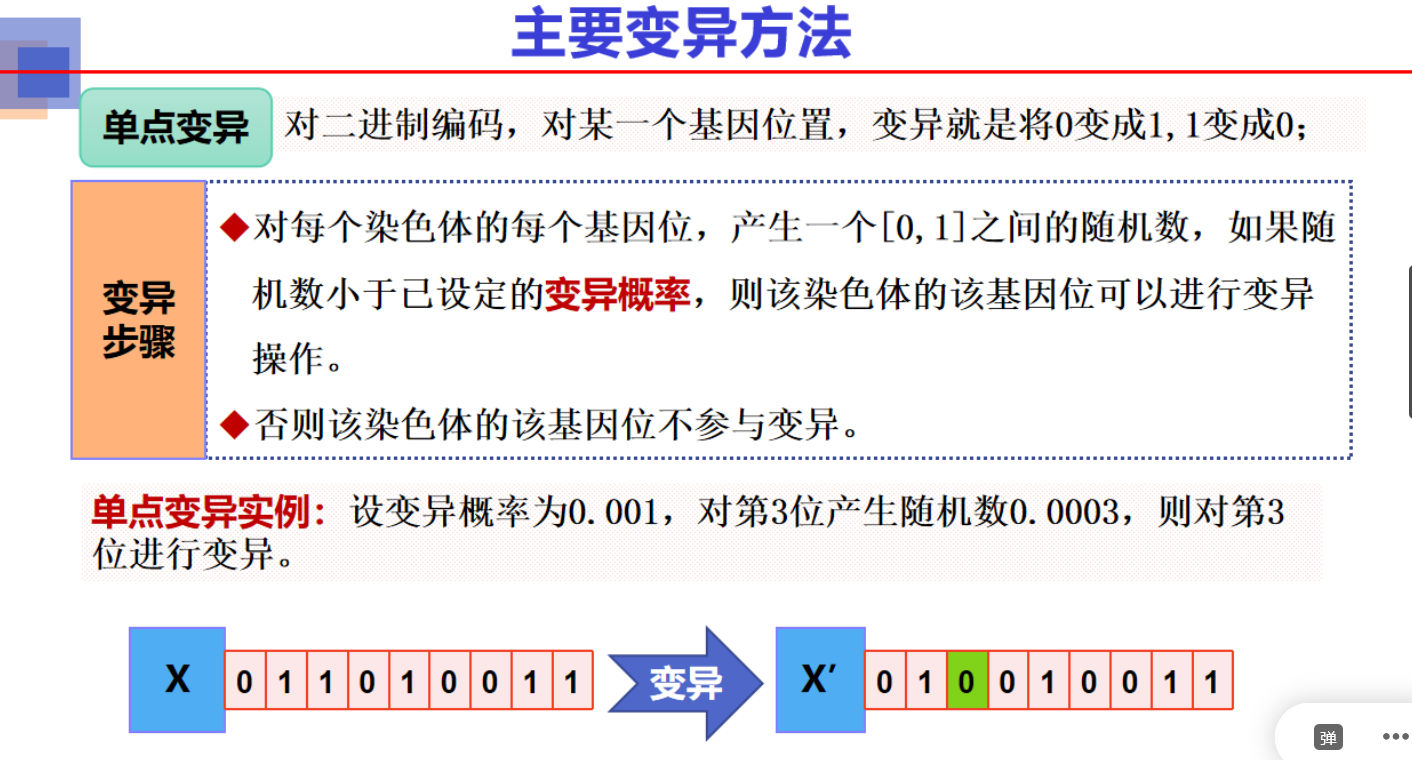 主要变异方法
单点变异
对二进制编码，对某一个基因位置，变异就是将0变成1,1变成0；
变异
步骤
◆对每个染色体的每个基因位，产生一个[0,1]之间的随机数，如果随
机数小于已设定的变异概率，则该染色体的该基因位可以进行变异
操作。
◆否则该染色体的该基因位不参与变异。
单点变异实例：设变异概率为0.001，对第3位产生随机数0.0003，则对第3
位进行变异。
X 0 1 1 0 1 0 0 1 1 变异 X′ 0 1 0 0 1 0 0 1 1
弹